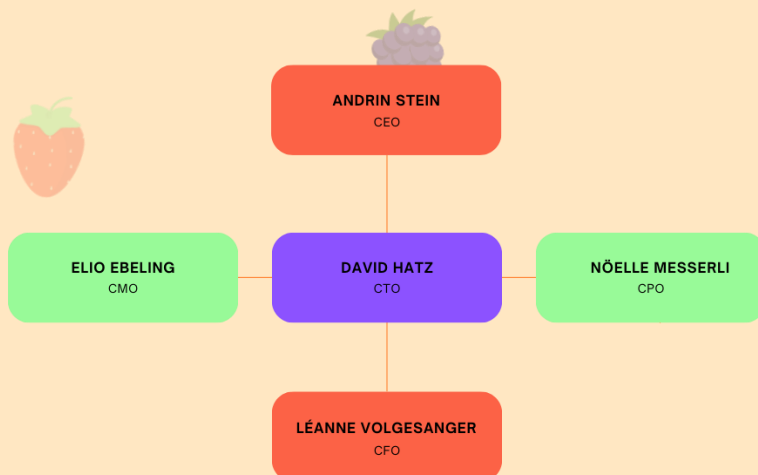 ANDRIN STEIN
CEO
ELIO EBELING
CMO
DAVID HATZ
CTO
NÖELLE MESSERLI
CPO
LÉANNE VOLGESANGER
CFO